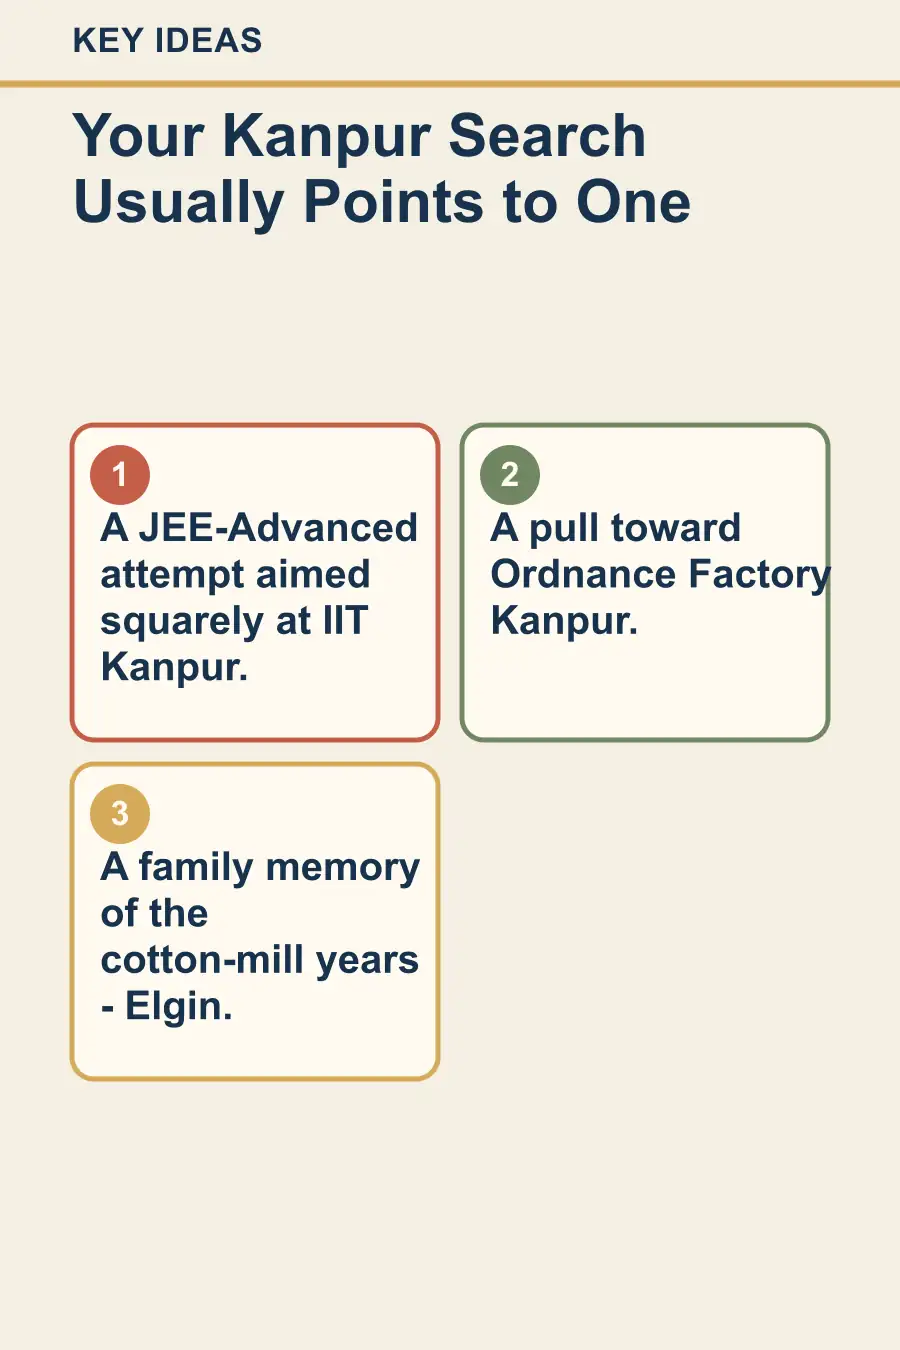 KEY IDEAS
Your Kanpur Search
Usually Points to One
1
A JEE-Advanced
attempt aimed
squarely at IIT
Kanpur.
2
A pull toward
Ordnance Factory
Kanpur.
3
A family memory
of the
cotton-mill years
- Elgin.